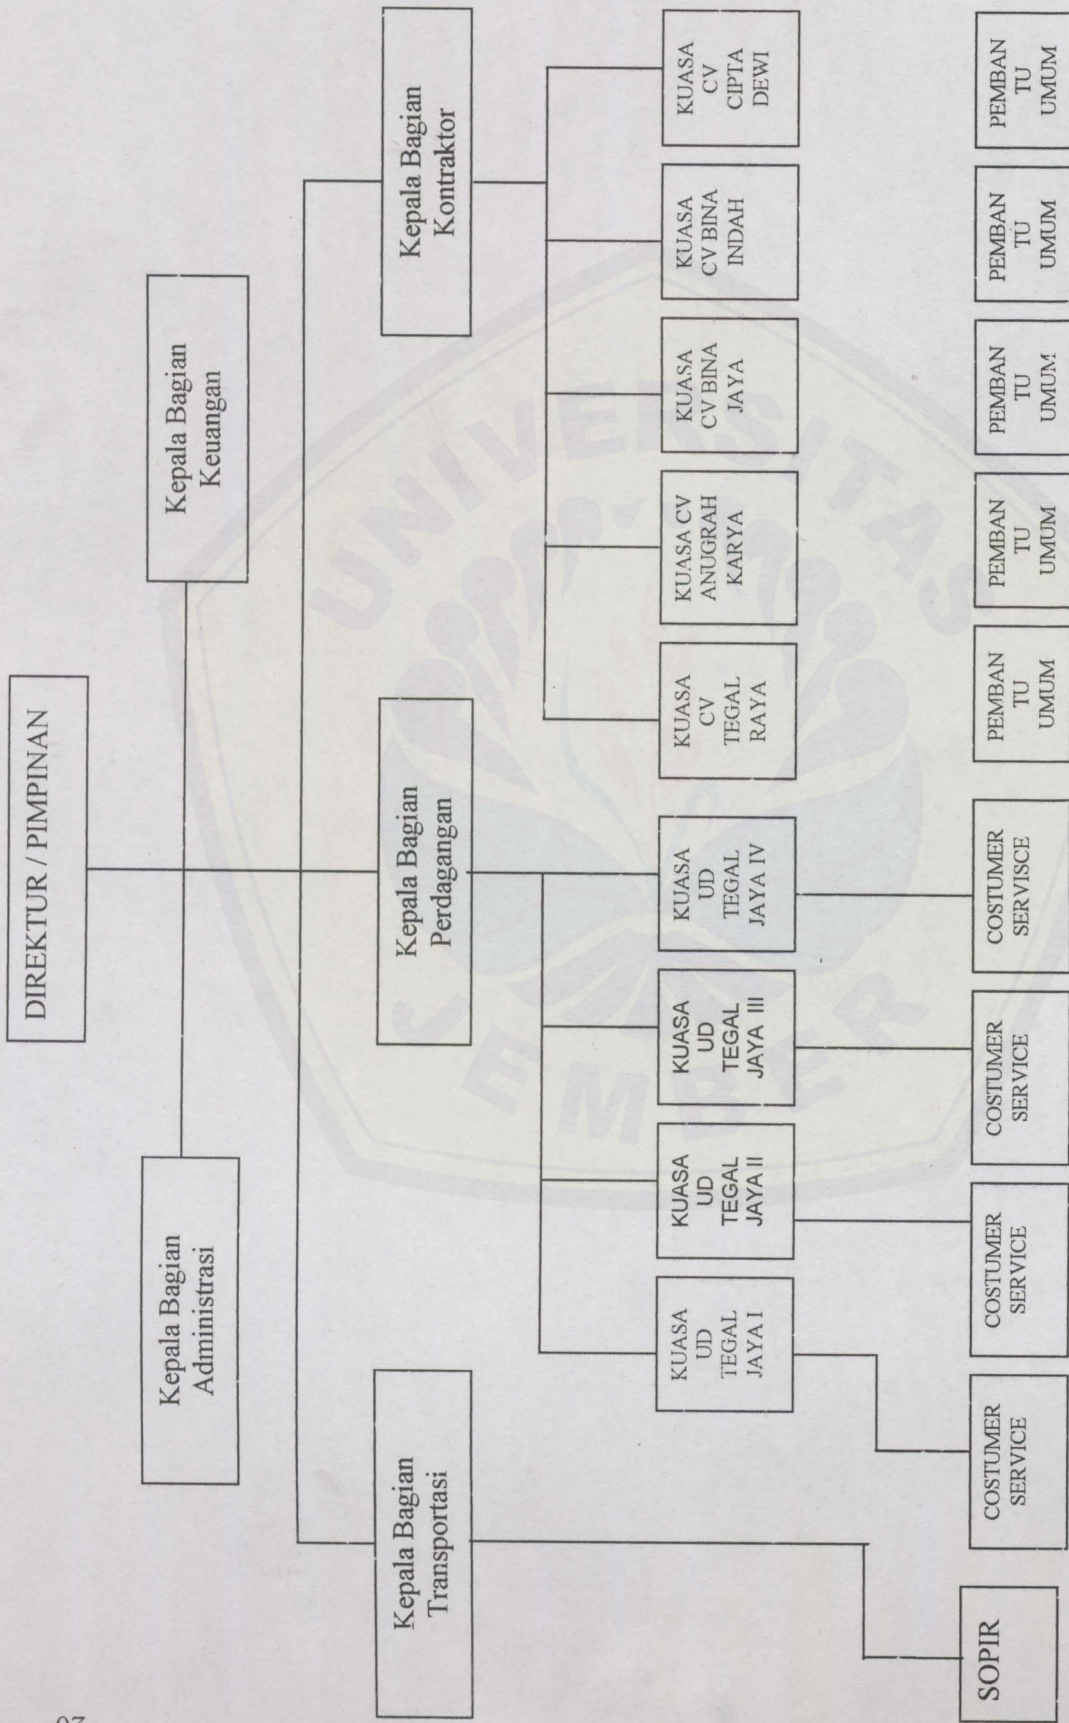 DIREKTUR / PIMPINAN
Kepala Bagian
Administrasi
Kepala Bagian
Keuangan
Kepala Bagian
Transportasi
Kepala Bagian
Perdagangan
Kepala Bagian
Kontraktor
KUASA
UD
TEGAL
JAYA I
KUASA
UD
TEGAL
JAYA II
KUASA
UD
TEGAL
JAYA III
KUASA
UD
TEGAL
JAYA IV
KUASA
CV
TEGAL
RAYA
KUASA CV
ANUGRAH
KARYA
KUASA
CV BINA
JAYA
KUASA
CV BINA
INDAH
KUASA
CV
CIPTA
DEWI
SOPIR
COSTUMER
SERVICE
COSTUMER
SERVICE
COSTUMER
SERVICE
COSTUMER
SERVISCE
PEMBAN
TU
UMUM
PEMBAN
TU
UMUM
PEMBAN
TU
UMUM
PEMBAN
TU
UMUM
PEMBAN
TU
UMUM
UNIVERSITAS
JEMBER